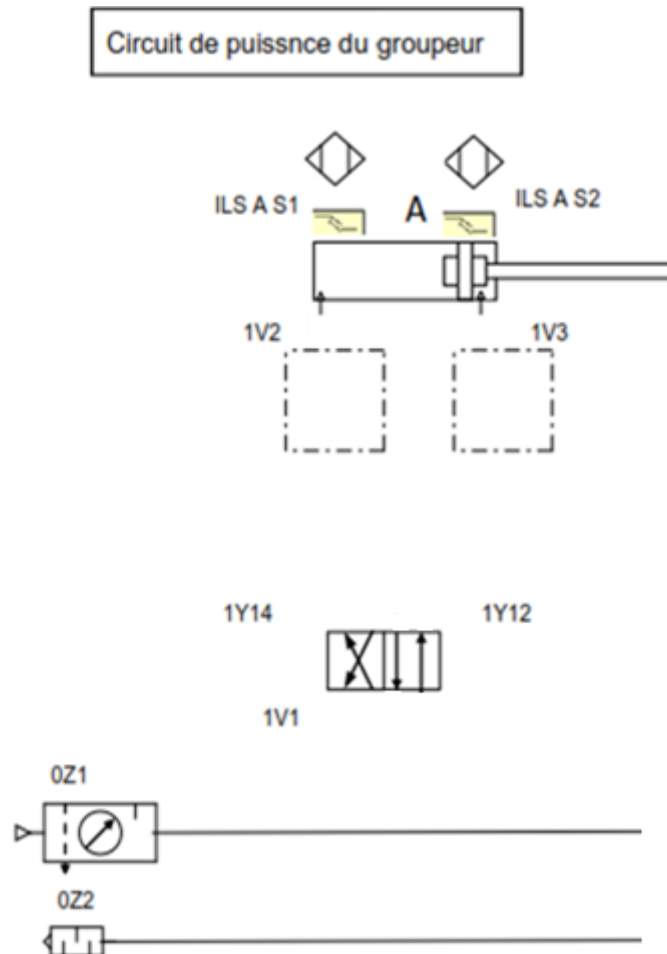 Circuit de puissnce du groupeur
ILS A S1
A
ILS A S2
1V2
1V3
1Y14
1Y12
1V1
0Z1
0Z2